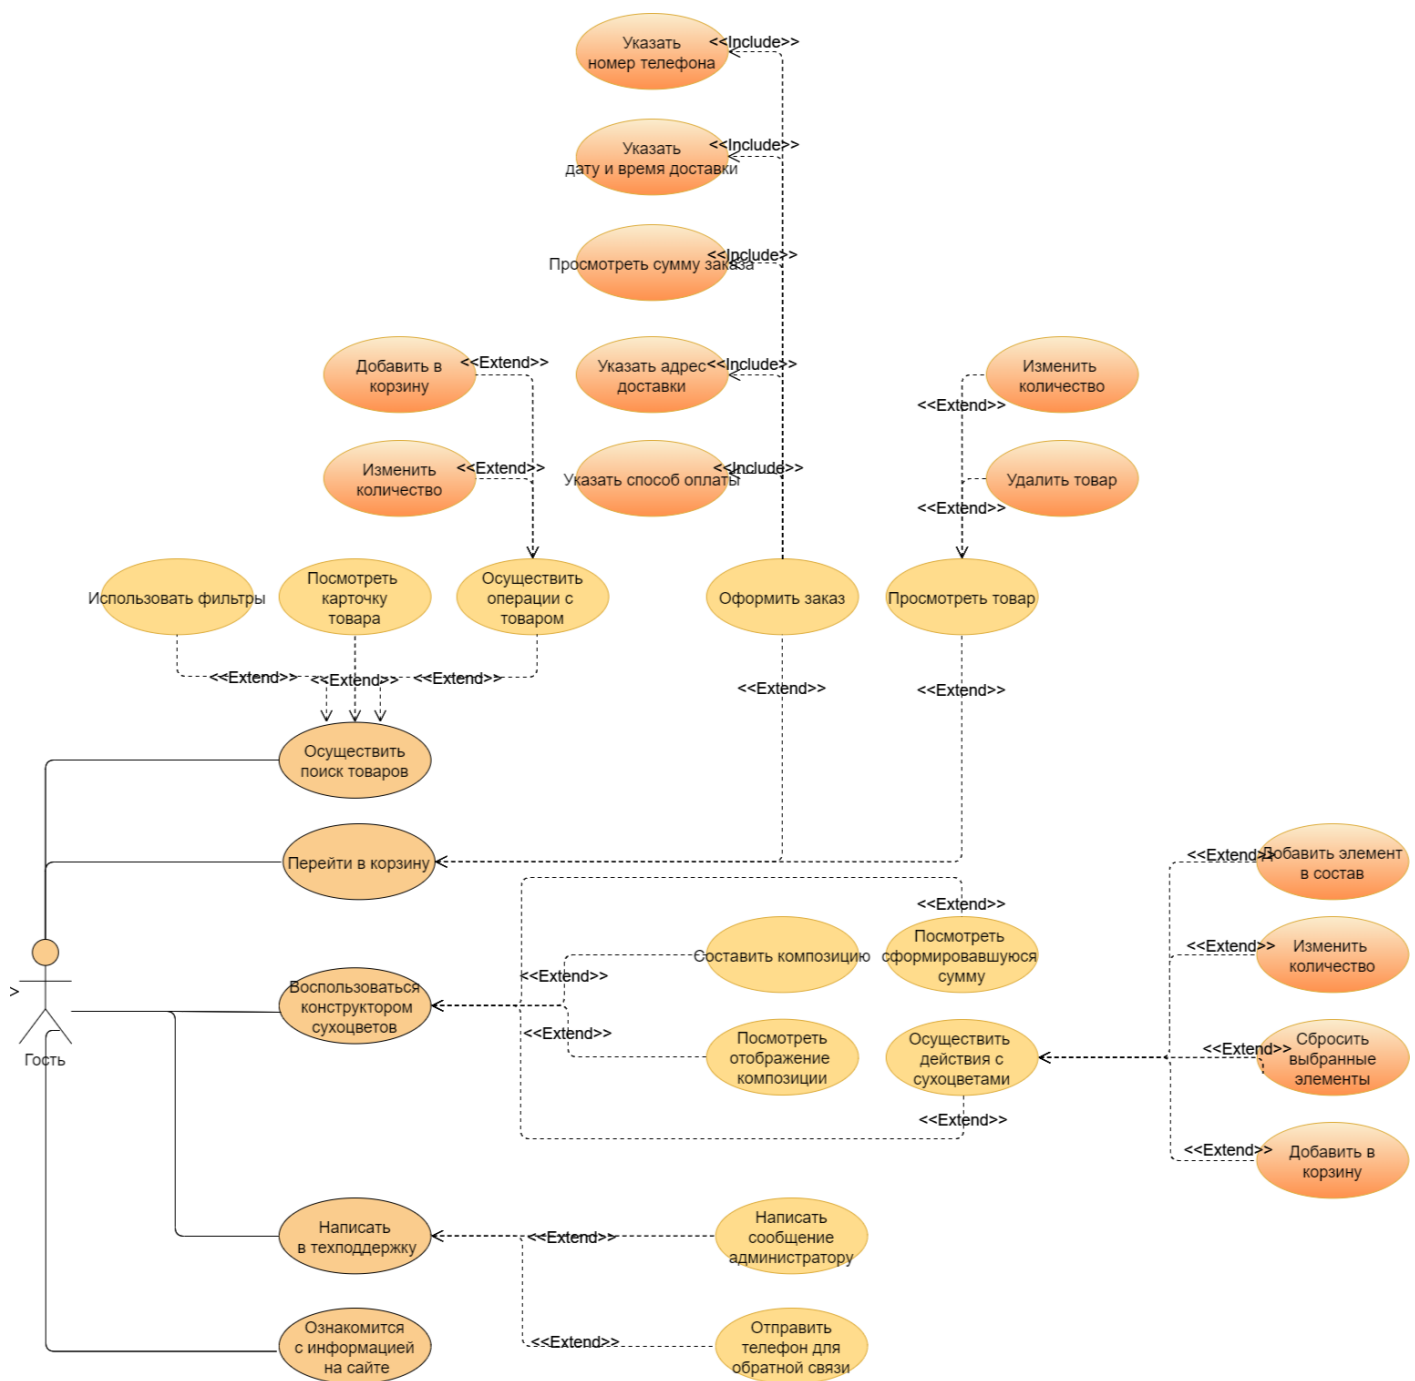 Указать
номер телефона
<<Include>>
Указать
дату и время доставки
<<Include>>
Просмотреть сумму заказа
<<Include>>
Добавить в
корзину
<<Extend>>
Указать адрес
доставки
<<Include>>
Изменить
количество
<<Extend>>
Изменить
количество
<<Extend>>
Указать способ оплаты
<<Include>>
Удалить товар
<<Extend>>
Использовать фильтры
Посмотреть
карточку
товара
Осуществить
операции с
товаром
Оформить заказ
Просмотреть товар
<<Extend>>
<<Extend>>
<<Extend>>
<<Extend>>
<<Extend>>
Осуществить
поиск товаров
Перейти в корзину
<<Extend>>
Добавить элемент
в состав
<<Extend>>
Составить композицию
Посмотреть
сформировавшуюся
сумму
<<Extend>>
Изменить
количество
<<Extend>>
>
Гость
Воспользоваться
конструктором
сухоцветов
<<Extend>>
Посмотреть
отображение
композиции
Осуществить
действия с
сухоцветами
<<Extend>>
Сбросить
выбранные
элементы
<<Extend>>
<<Extend>>
Добавить в
корзину
Написать
в техподдержку
<<Extend>>
Написать
сообщение
администратору
Ознакомится
с информацией
на сайте
<<Extend>>
Отправить
телефон для
обратной связи